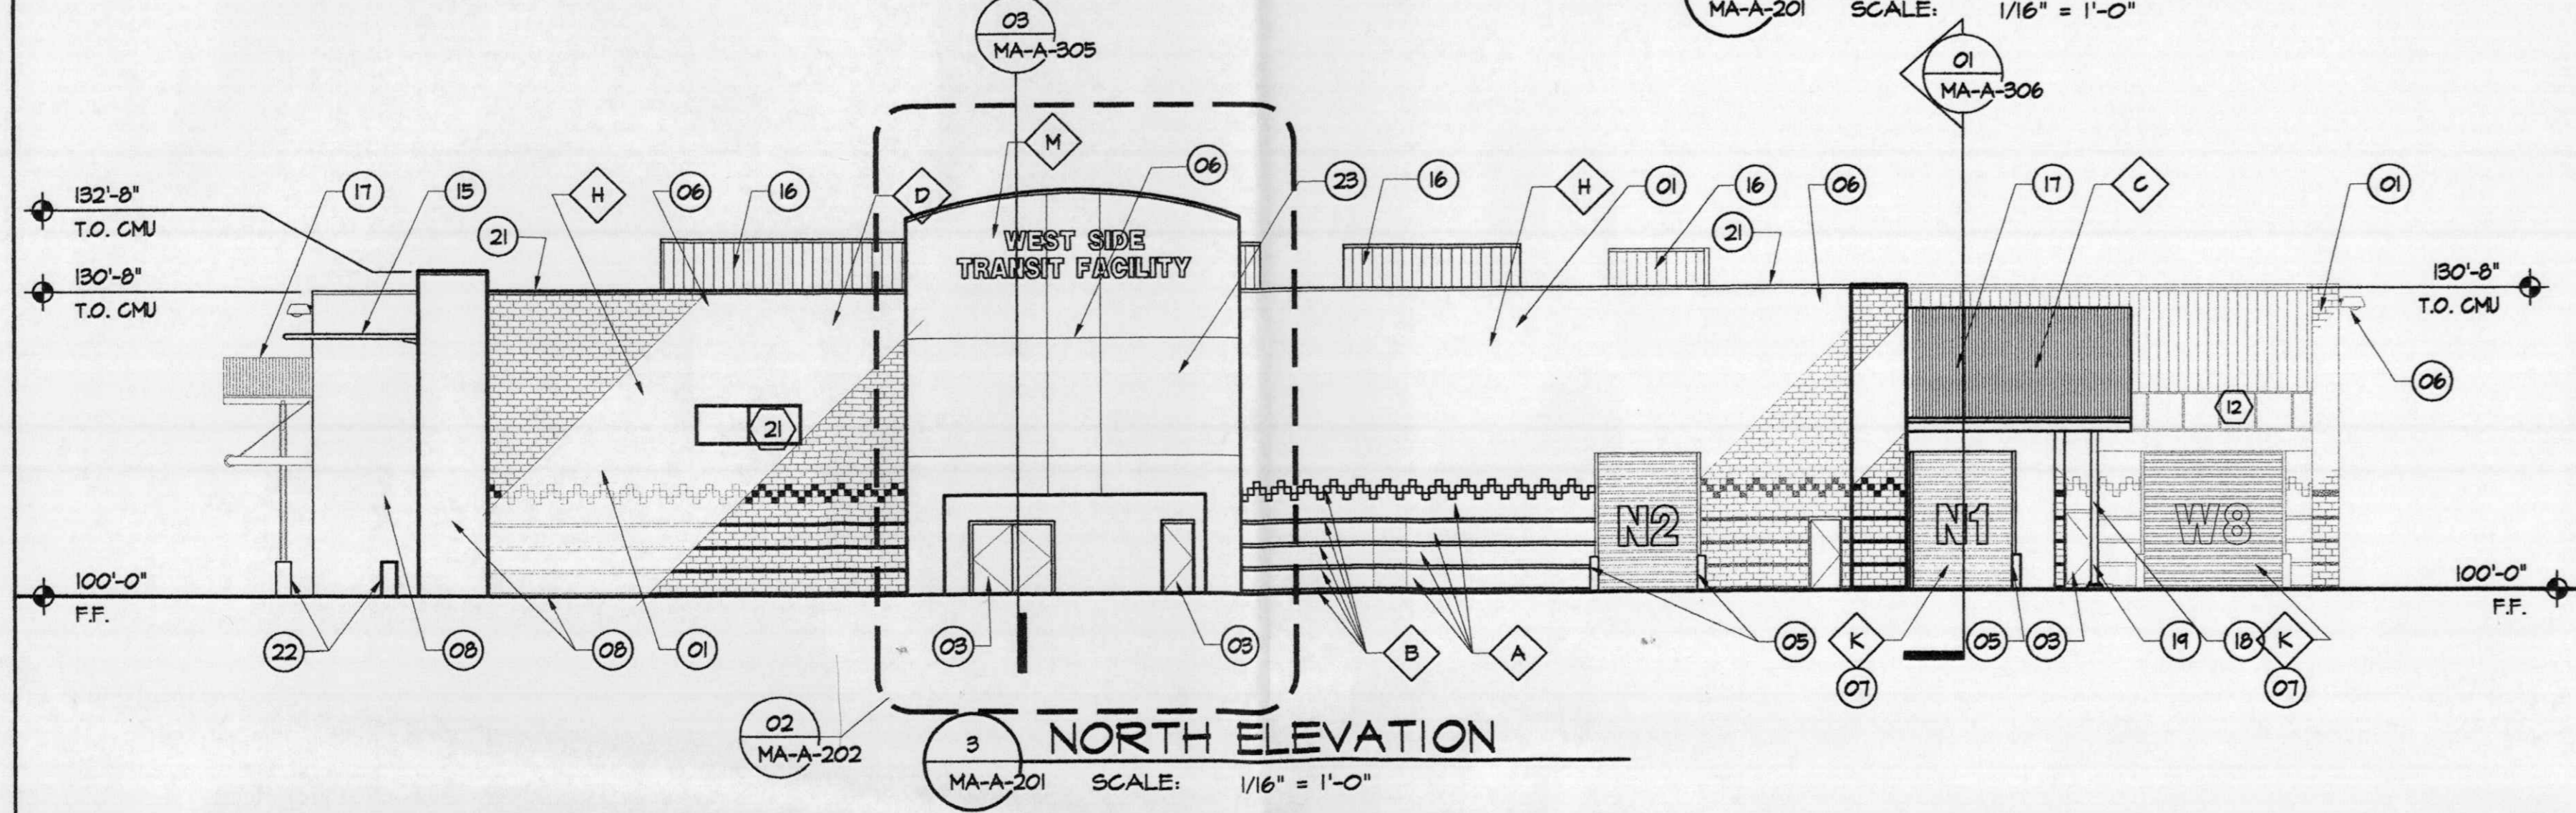 MA-A-201 SCALE: 1/16" = 1'-0"
03
MA-A-305
01
MA-A-306
132'-8"
T.O. CMU
130'-8"
T.O. CMU
100'-0"
F.F.
17
15
21
H
06
16
D
M
06
23
16
H
01
16
21
06
17
C
01
130'-8"
T.O. CMU
06
WEST SIDE
TRANSIT FACILITY
21
12
N2
N1
W8
100'-0"
F.F.
22
08
08
01
03
03
B
A
05
K
07
05
03
19
18
K
07
02
MA-A-202
3
MA-A-201
NORTH ELEVATION
SCALE: 1/16" = 1'-0"